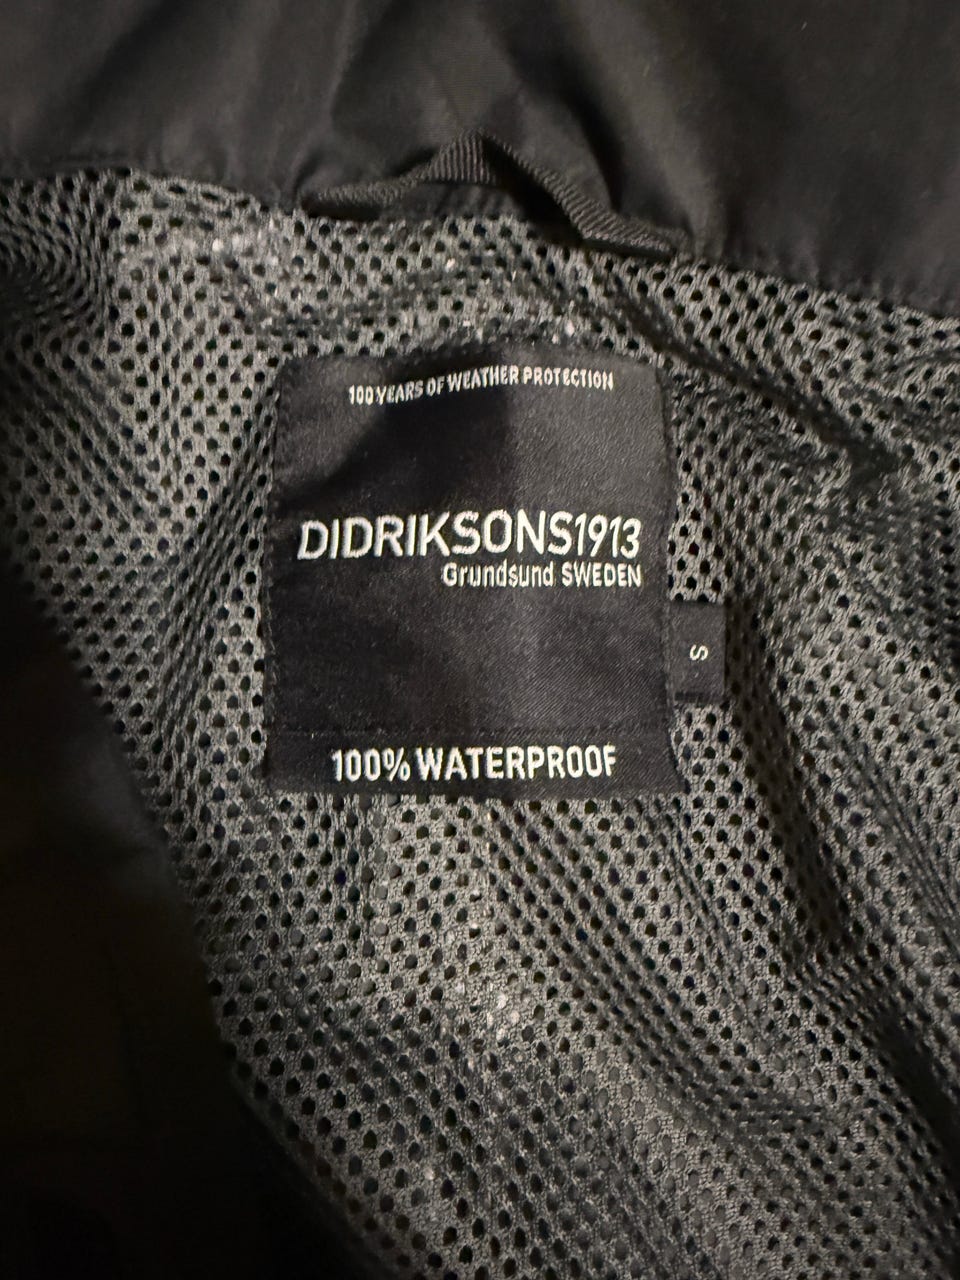 100 YEARS OF WEATHER PROTECTION
DIDRIKSONS1913
Grundsund SWEDEN
S
100% WATERPROOF